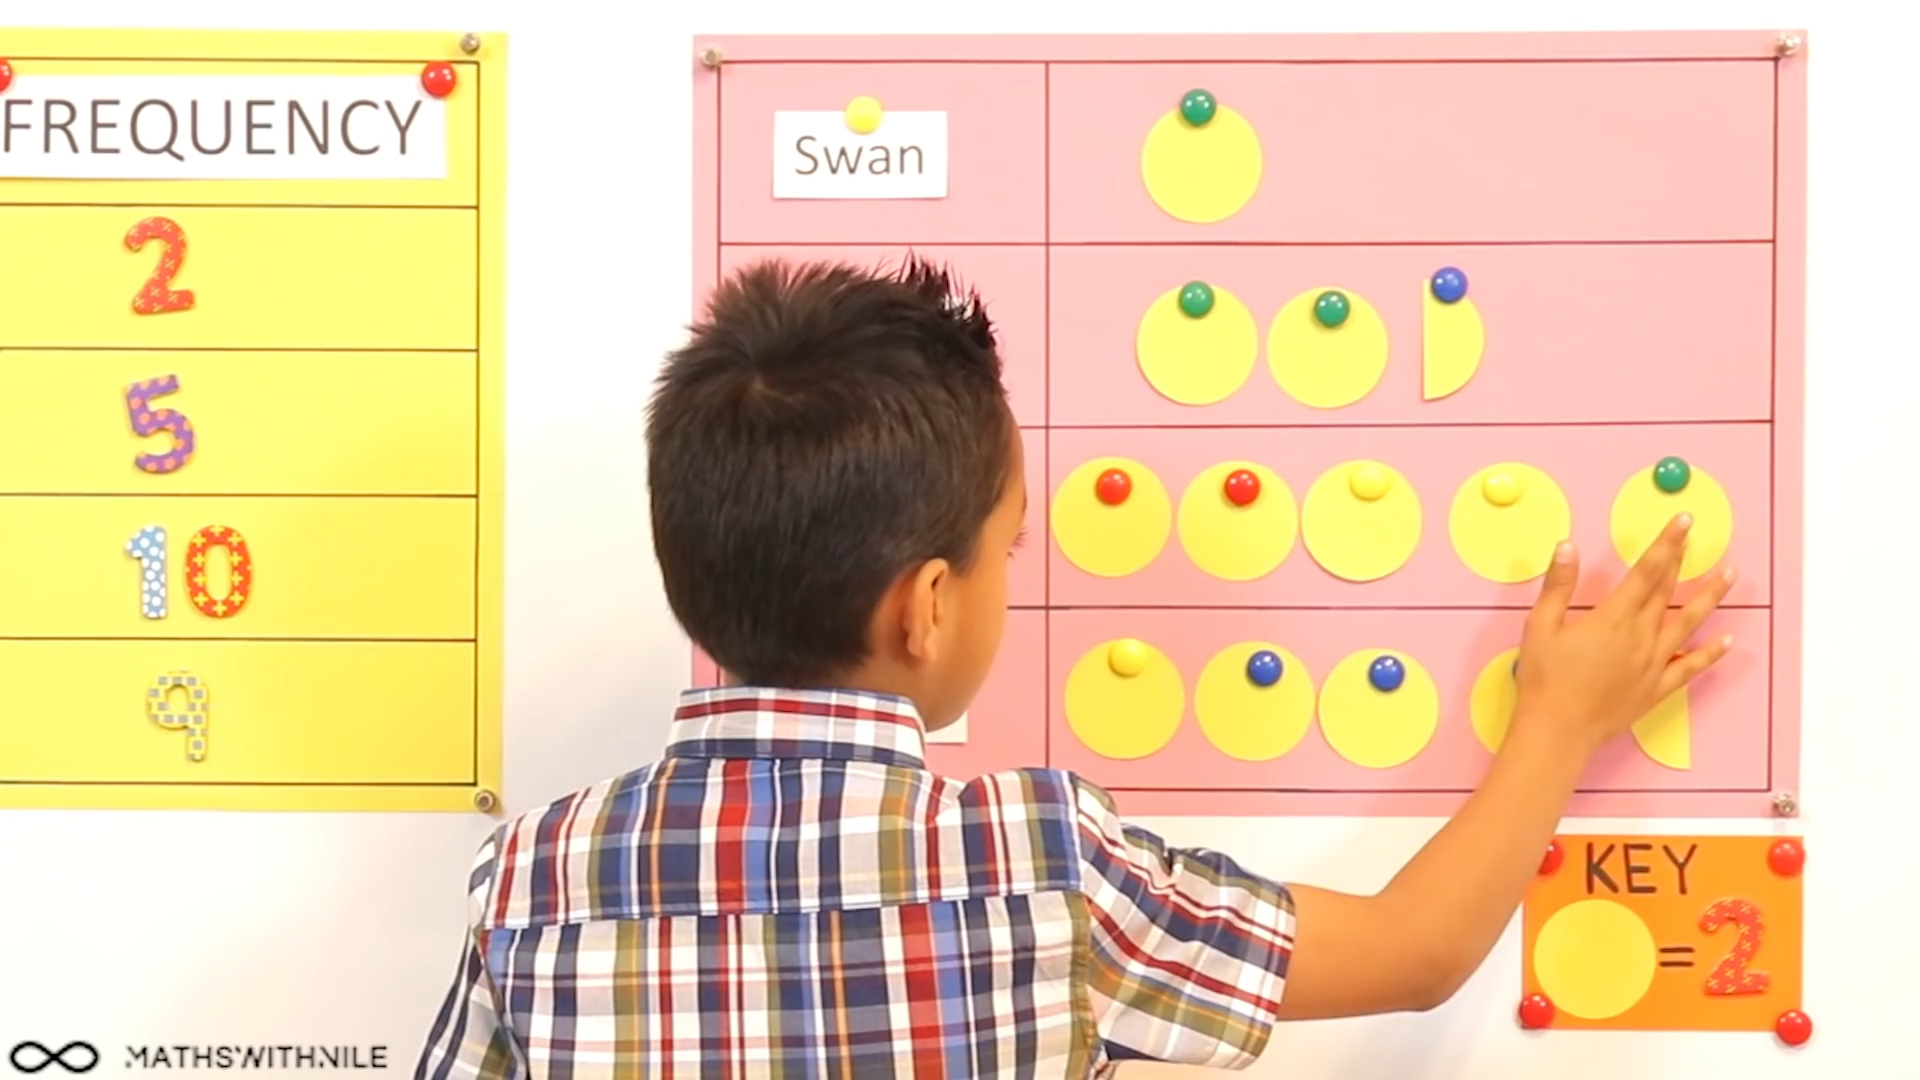 FREQUENCY
2
5
10
9
Swan
KEY
= 2
MATHSWITHNILE